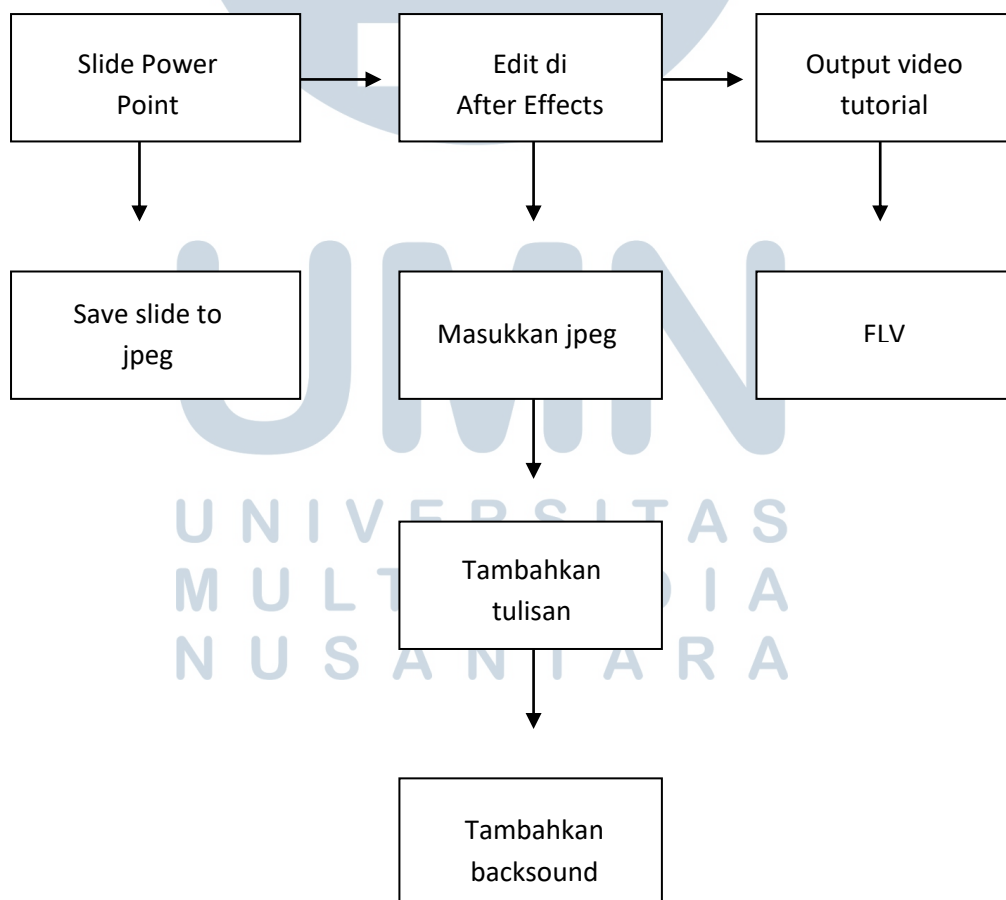 Slide Power
Point
Edit di
After Effects
Output video
tutorial
Save slide to
jpeg
Masukkan jpeg
FLV
UMN
UNIVERSITAS
Tambahkan
tulisan
MULTIMEDIA
NUSANTARA
Tambahkan
backsound